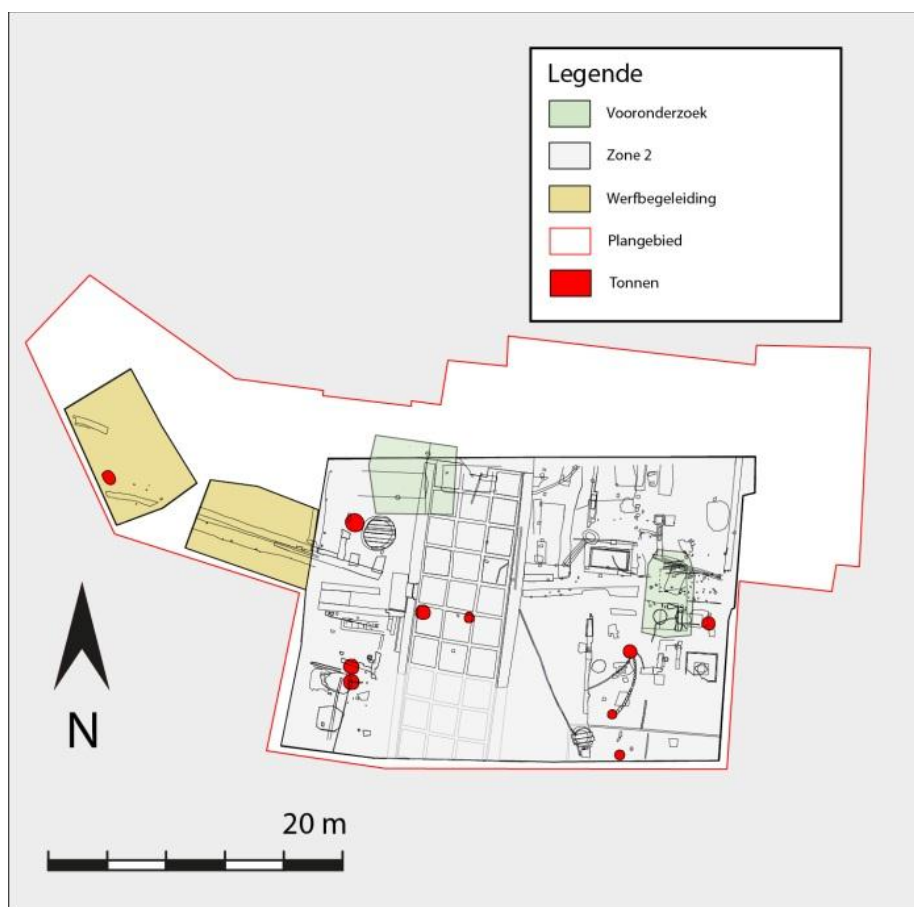 Legende
Vooronderzoek
Zone 2
Werfbegeleiding
Plangebied
Tonnen
N
20 m